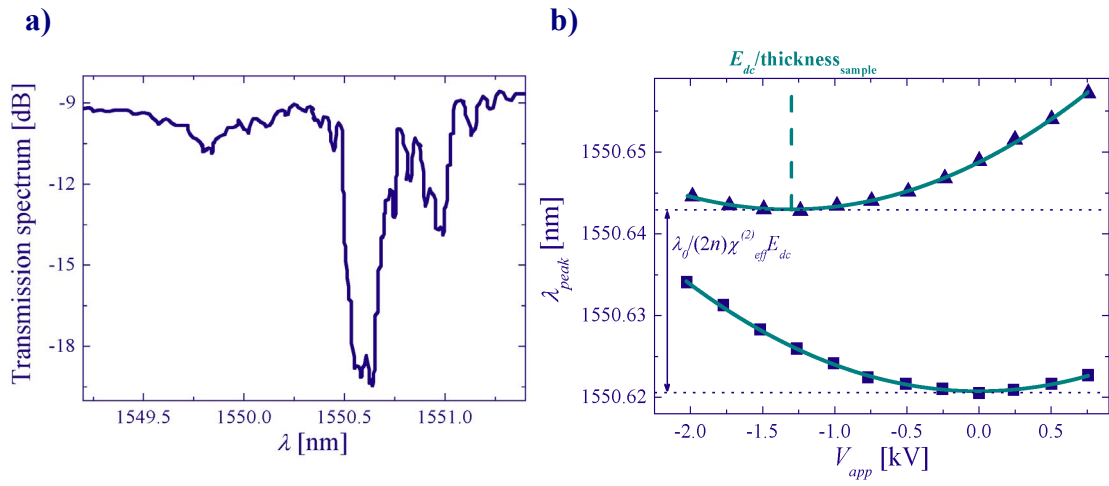 a)
Transmission spectrum [dB]
-9
-12
-15
-18
1549.5
1550.0
1550.5
1551.0
λ [nm]
b)
E_dc/thickness_sample
λ_peak [nm]
1550.65
1550.64
1550.63
1550.62
λ_0/(2n)χ^(2)_eff E_dc
-2.0
-1.5
-1.0
-0.5
0.0
0.5
V_app [kV]